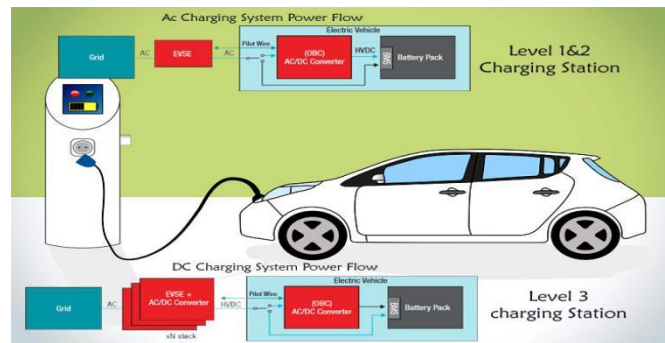 Ac Charging System Power Flow
Electric Vehicle
Grid
AC
EVSE
Pilot Wire
AC
(OBC)
AC/DC Converter
HVDC
BMS
Battery Pack
Level 1&2
Charging Station
DC Charging System Power Flow
Electric Vehicle
Grid
AC
EVSE +
AC/DC Converter
xN stack
Pilot Wire
HVDC
(OBC)
AC/DC Converter
BMS
Battery Pack
Level 3
charging Station